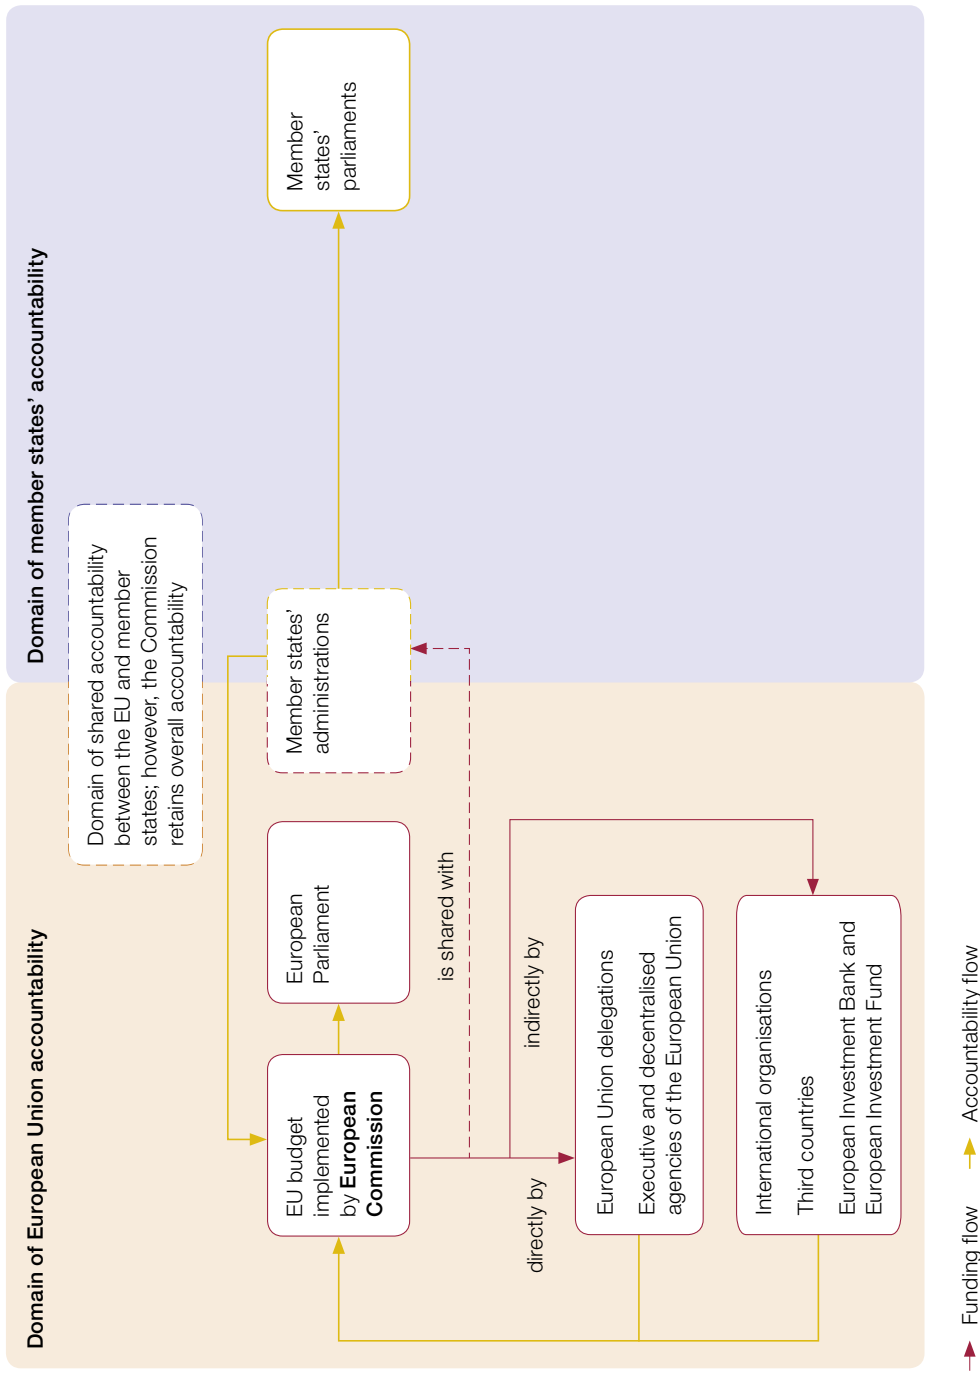 Domain of European Union accountability
Domain of member states’ accountability
Domain of shared accountability
between the EU and member
states; however, the Commission
retains overall accountability
EU budget
implemented
by European
Commission
European
Parliament
Member states’
administrations
Member
states’
parliaments
is shared with
directly by
indirectly by
European Union delegations
Executive and decentralised
agencies of the European Union
International organisations
Third countries
European Investment Bank and
European Investment Fund
Funding flow
Accountability flow